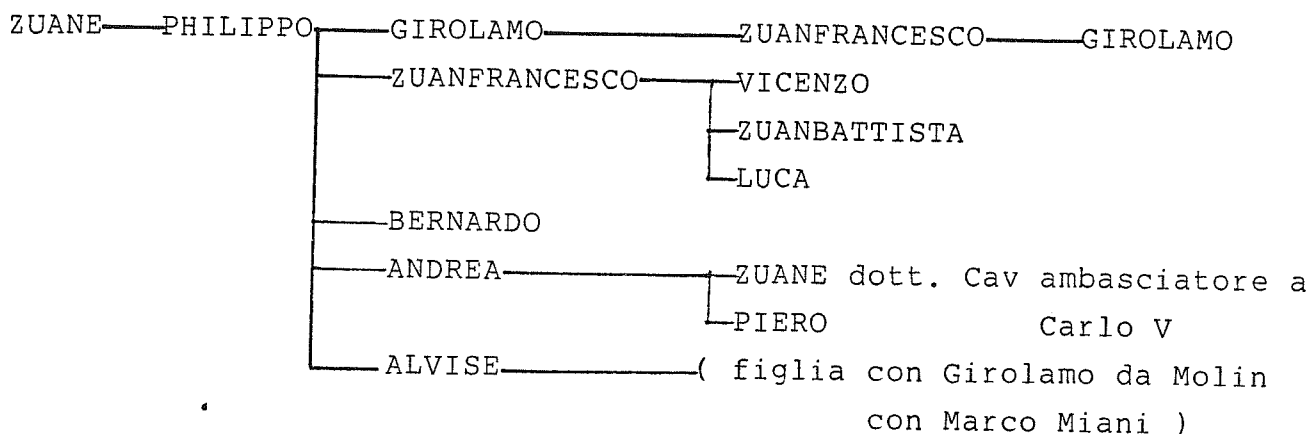 ZUANE PHILIPPO GIROLAMO ZUANFRANCESCO GIROLAMO
ZUANFRANCESCO VICENZO
ZUANBATTISTA
LUCA
BERNARDO
ANDREA ZUANE dott. Cav ambasciatore a
PIERO Carlo V
ALVISE ( figlia con Girolamo da Molin
con Marco Miani )